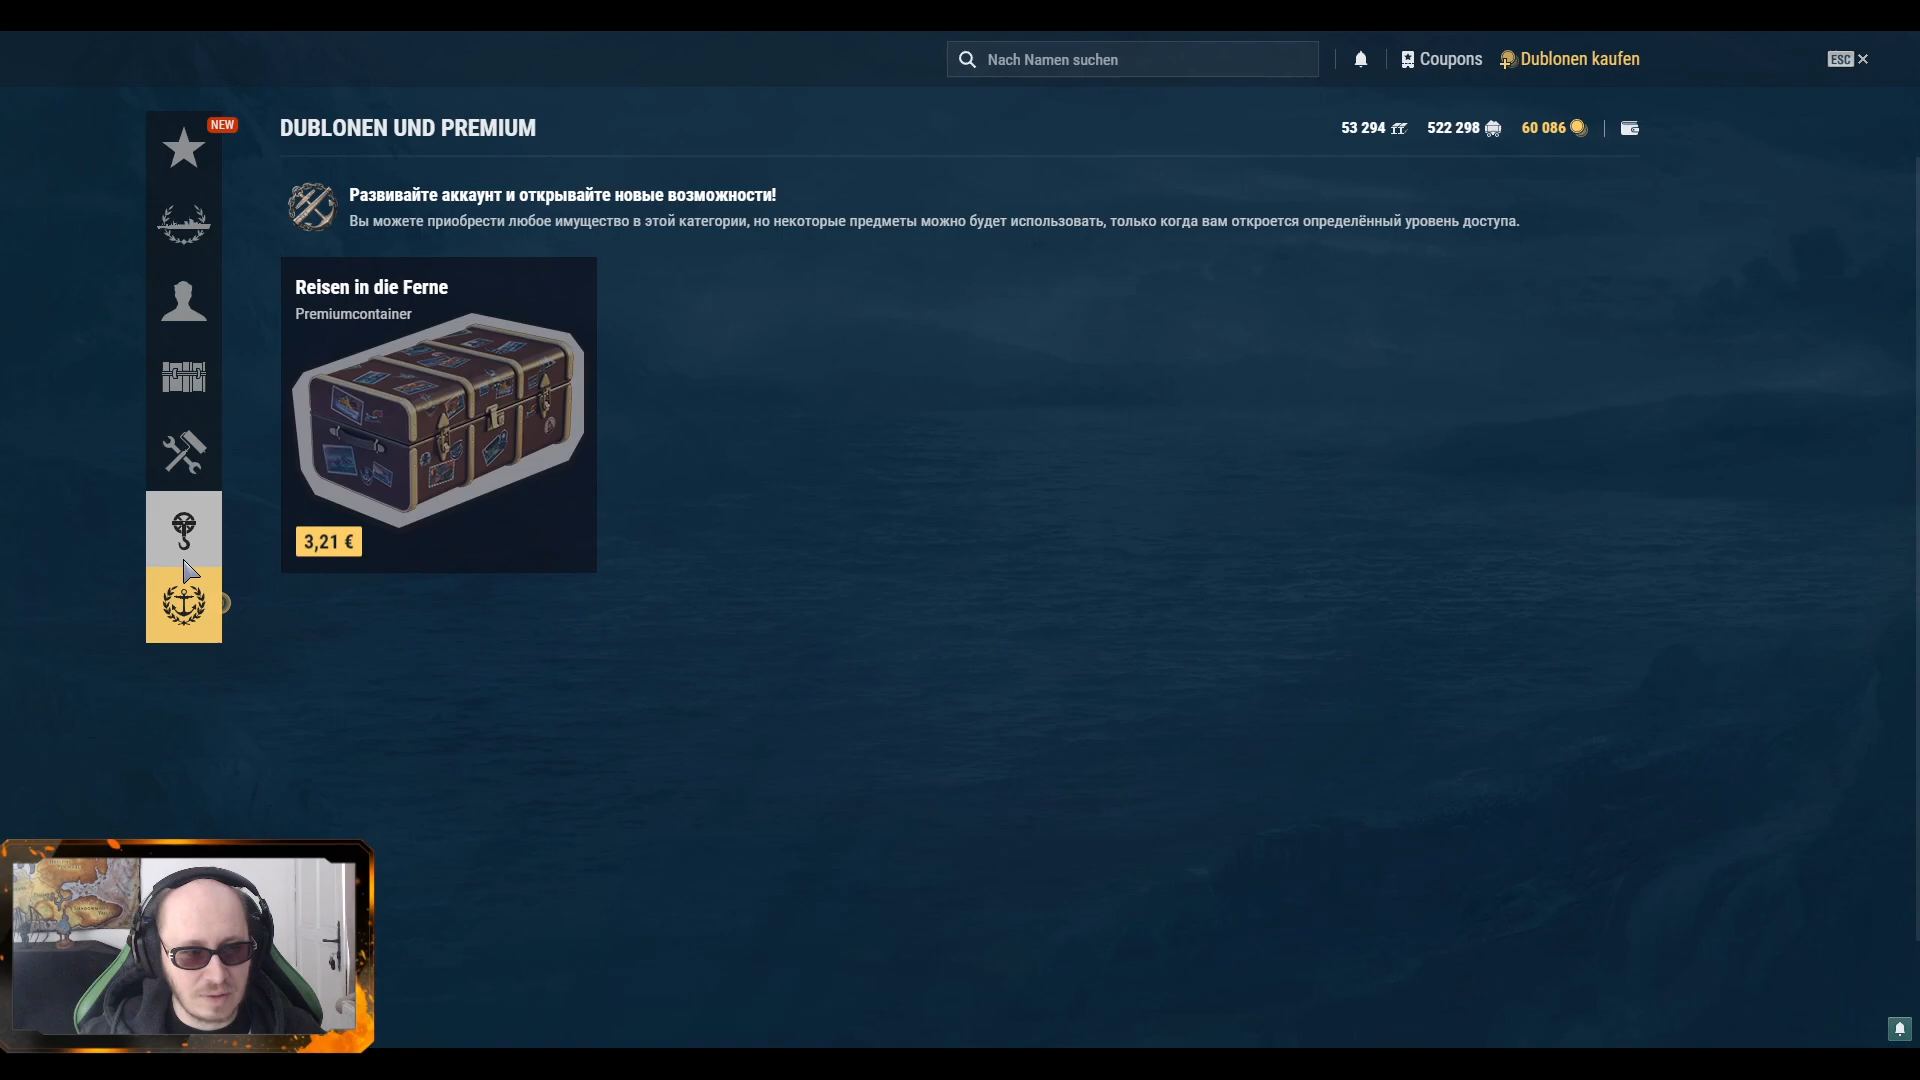 Nach Namen suchen
Coupons
Dublonen kaufen
ESC
NEW
DUBLONEN UND PREMIUM
53 294
522 298
60 086
Развивайте аккаунт и открывайте новые возможности!
Вы можете приобрести любое имущество в этой категории, но некоторые предметы можно будет использовать, только когда вам откроется определённый уровень доступа.
Reisen in die Ferne
Premiumcontainer
3,21 €